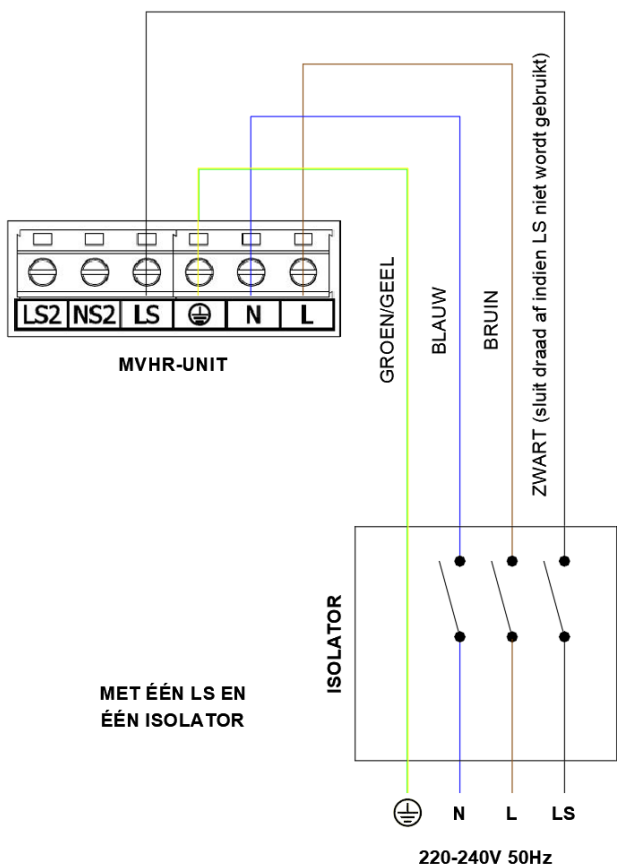 ZWART (sluit draad af indien LS niet wordt gebruikt)
BRUIN
BLAUW
GROEN/GEEL
LS2 NS2 LS N L
MVHR-UNIT
ISOLATOR
MET ÉÉN LS EN
ÉÉN ISOLATOR
N L LS
220-240V 50Hz